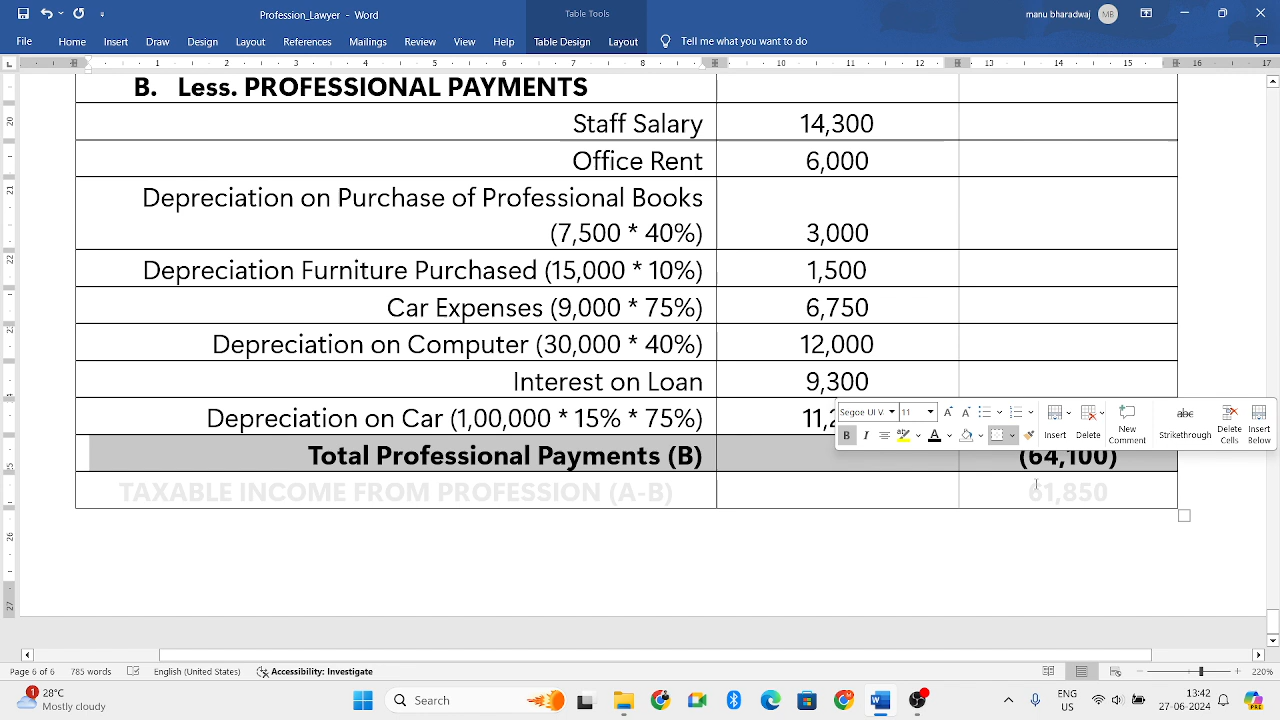 Profession_Lawyer - Word
Table Tools
manu bharadwaj MB
File Home Insert Draw Design Layout References Mailings Review View Help Table Design Layout Tell me what you want to do
B. Less. PROFESSIONAL PAYMENTS
Staff Salary 14,300
Office Rent 6,000
Depreciation on Purchase of Professional Books
(7,500 * 40%) 3,000
Depreciation Furniture Purchased (15,000 * 10%) 1,500
Car Expenses (9,000 * 75%) 6,750
Depreciation on Computer (30,000 * 40%) 12,000
Interest on Loan 9,300
Depreciation on Car (1,00,000 * 15% * 75%)
Total Professional Payments (B) (64,100)
TAXABLE INCOME FROM PROFESSION (A-B) 61,850
Segoe UI V 11
Insert Delete New Comment Strikethrough Delete Cells Insert Below
Page 6 of 6 785 words English (United States) Accessibility: Investigate 220%
28°C
Mostly cloudy
Search
ENG
US
13:42
27-06-2024